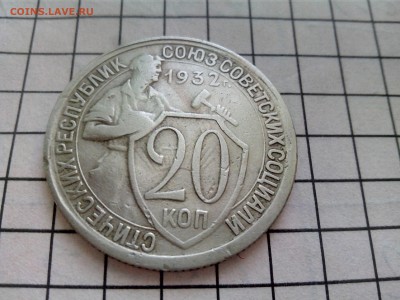 COINS.LAVE.RU
СОЮЗ СОВЕТСКИХ СОЦИАЛИСТИЧЕСКИХ РЕСПУБЛИК
1932 г.
20
КОП